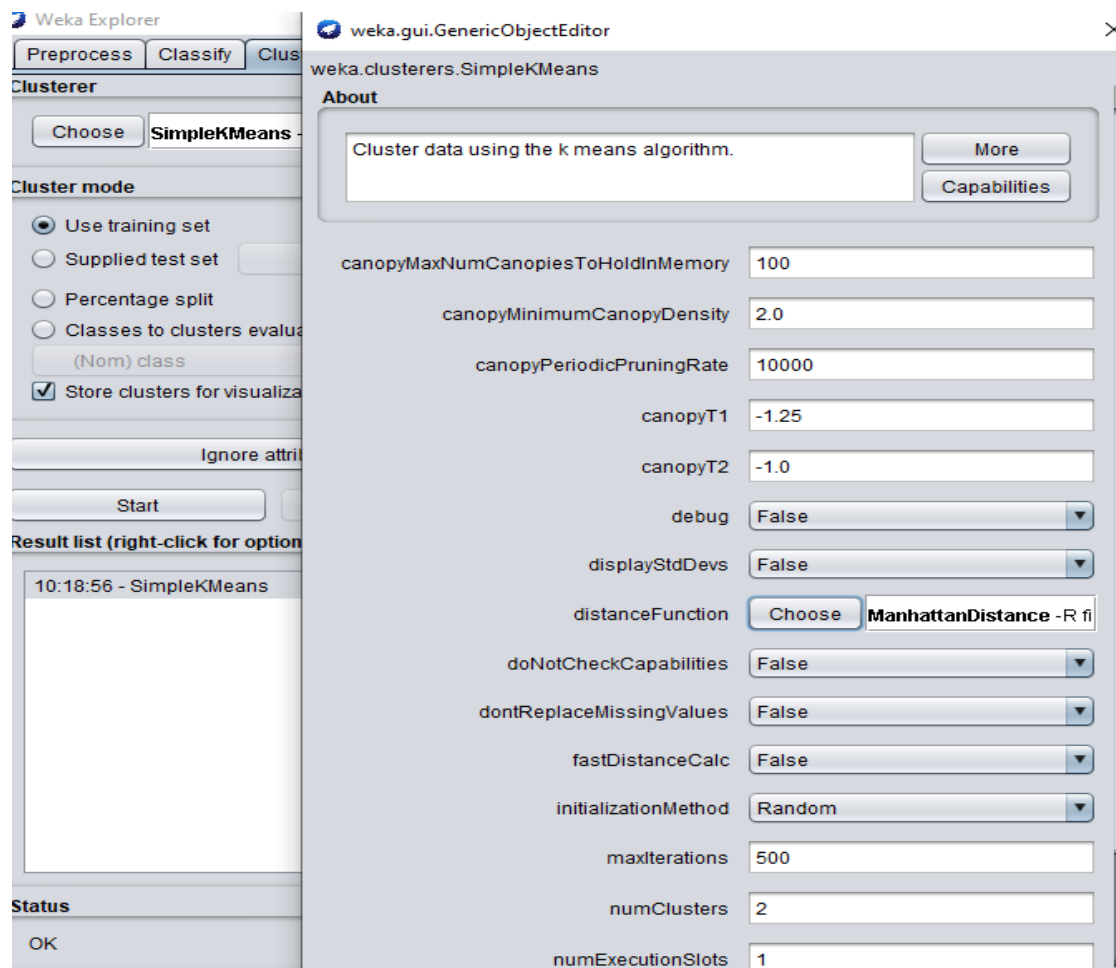 Weka Explorer
Preprocess Classify Clus
Clusterer
Choose SimpleKMeans -
Cluster mode
Use training set
Supplied test set
Percentage split
Classes to clusters evalua
(Nom) class
Store clusters for visualiza
Ignore attri
Start
Result list (right-click for option
10:18:56 - SimpleKMeans
Status
OK
weka.gui.GenericObjectEditor
weka.clusterers.SimpleKMeans
About
Cluster data using the k means algorithm.
More
Capabilities
canopyMaxNumCanopiesToHoldInMemory 100
canopyMinimumCanopyDensity 2.0
canopyPeriodicPruningRate 10000
canopyT1 -1.25
canopyT2 -1.0
debug False
displayStdDevs False
distanceFunction Choose ManhattanDistance -R fi
doNotCheckCapabilities False
dontReplaceMissingValues False
fastDistanceCalc False
initializationMethod Random
maxIterations 500
numClusters 2
numExecutionSlots 1